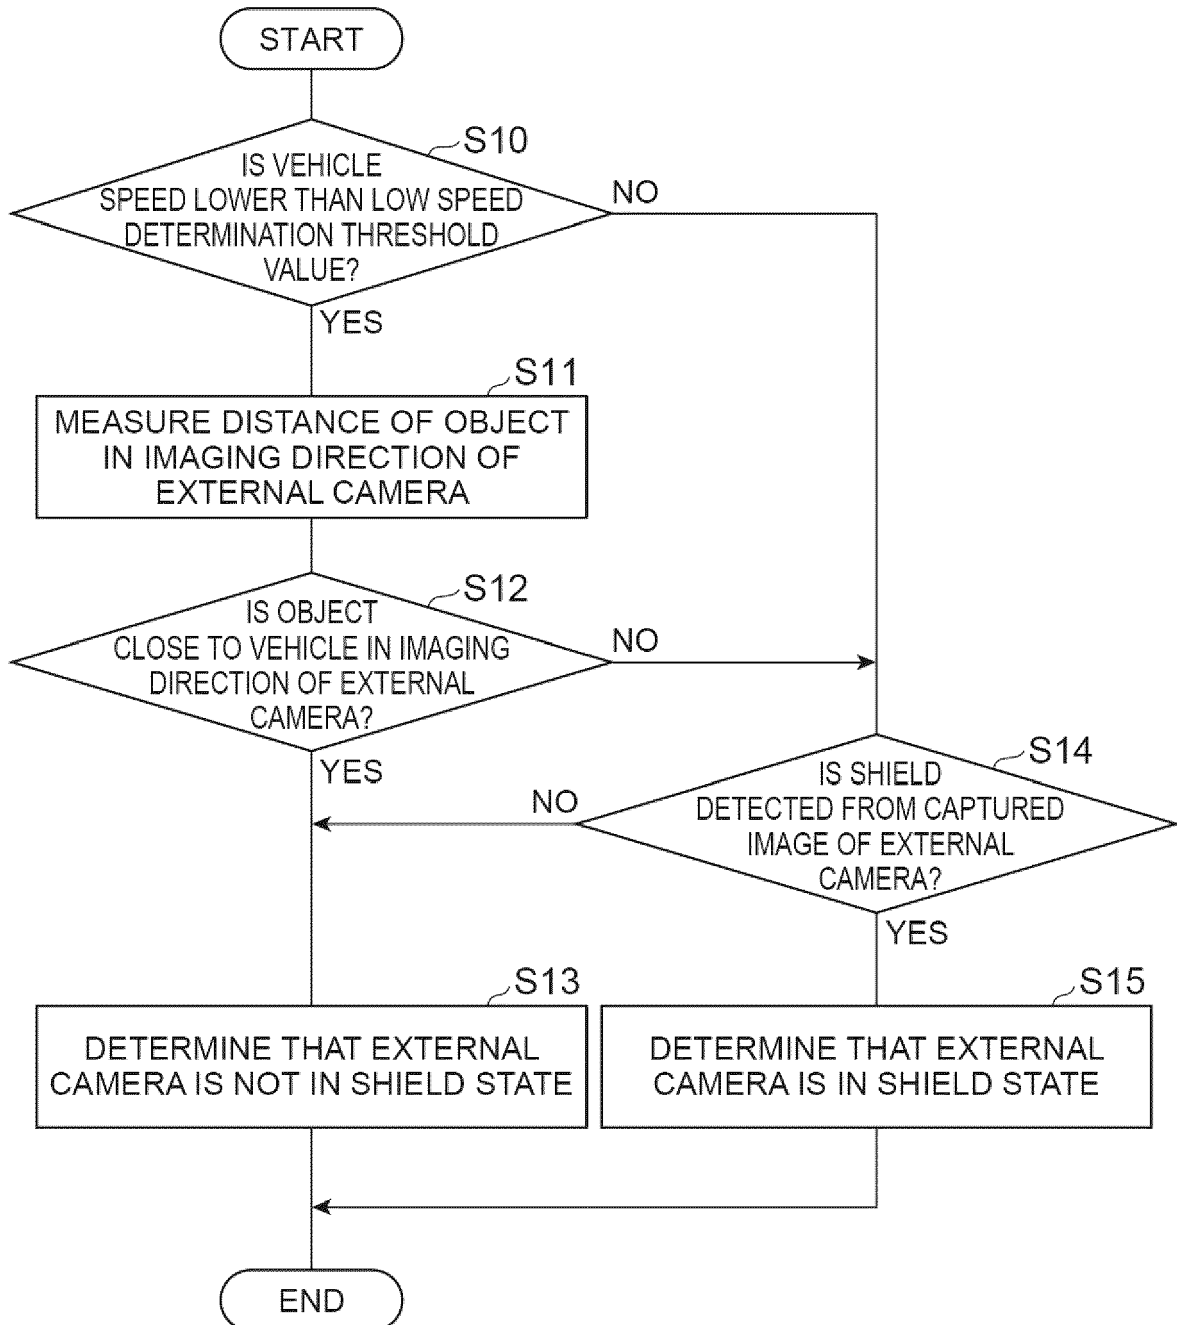 START
S10
IS VEHICLE
SPEED LOWER THAN LOW SPEED
DETERMINATION THRESHOLD
VALUE?
NO
YES
S11
MEASURE DISTANCE OF OBJECT
IN IMAGING DIRECTION OF
EXTERNAL CAMERA
S12
IS OBJECT
CLOSE TO VEHICLE IN IMAGING
DIRECTION OF EXTERNAL
CAMERA?
NO
YES
S14
IS SHIELD
DETECTED FROM CAPTURED
IMAGE OF EXTERNAL
CAMERA?
NO
YES
S13
DETERMINE THAT EXTERNAL
CAMERA IS NOT IN SHIELD STATE
S15
DETERMINE THAT EXTERNAL
CAMERA IS IN SHIELD STATE
END